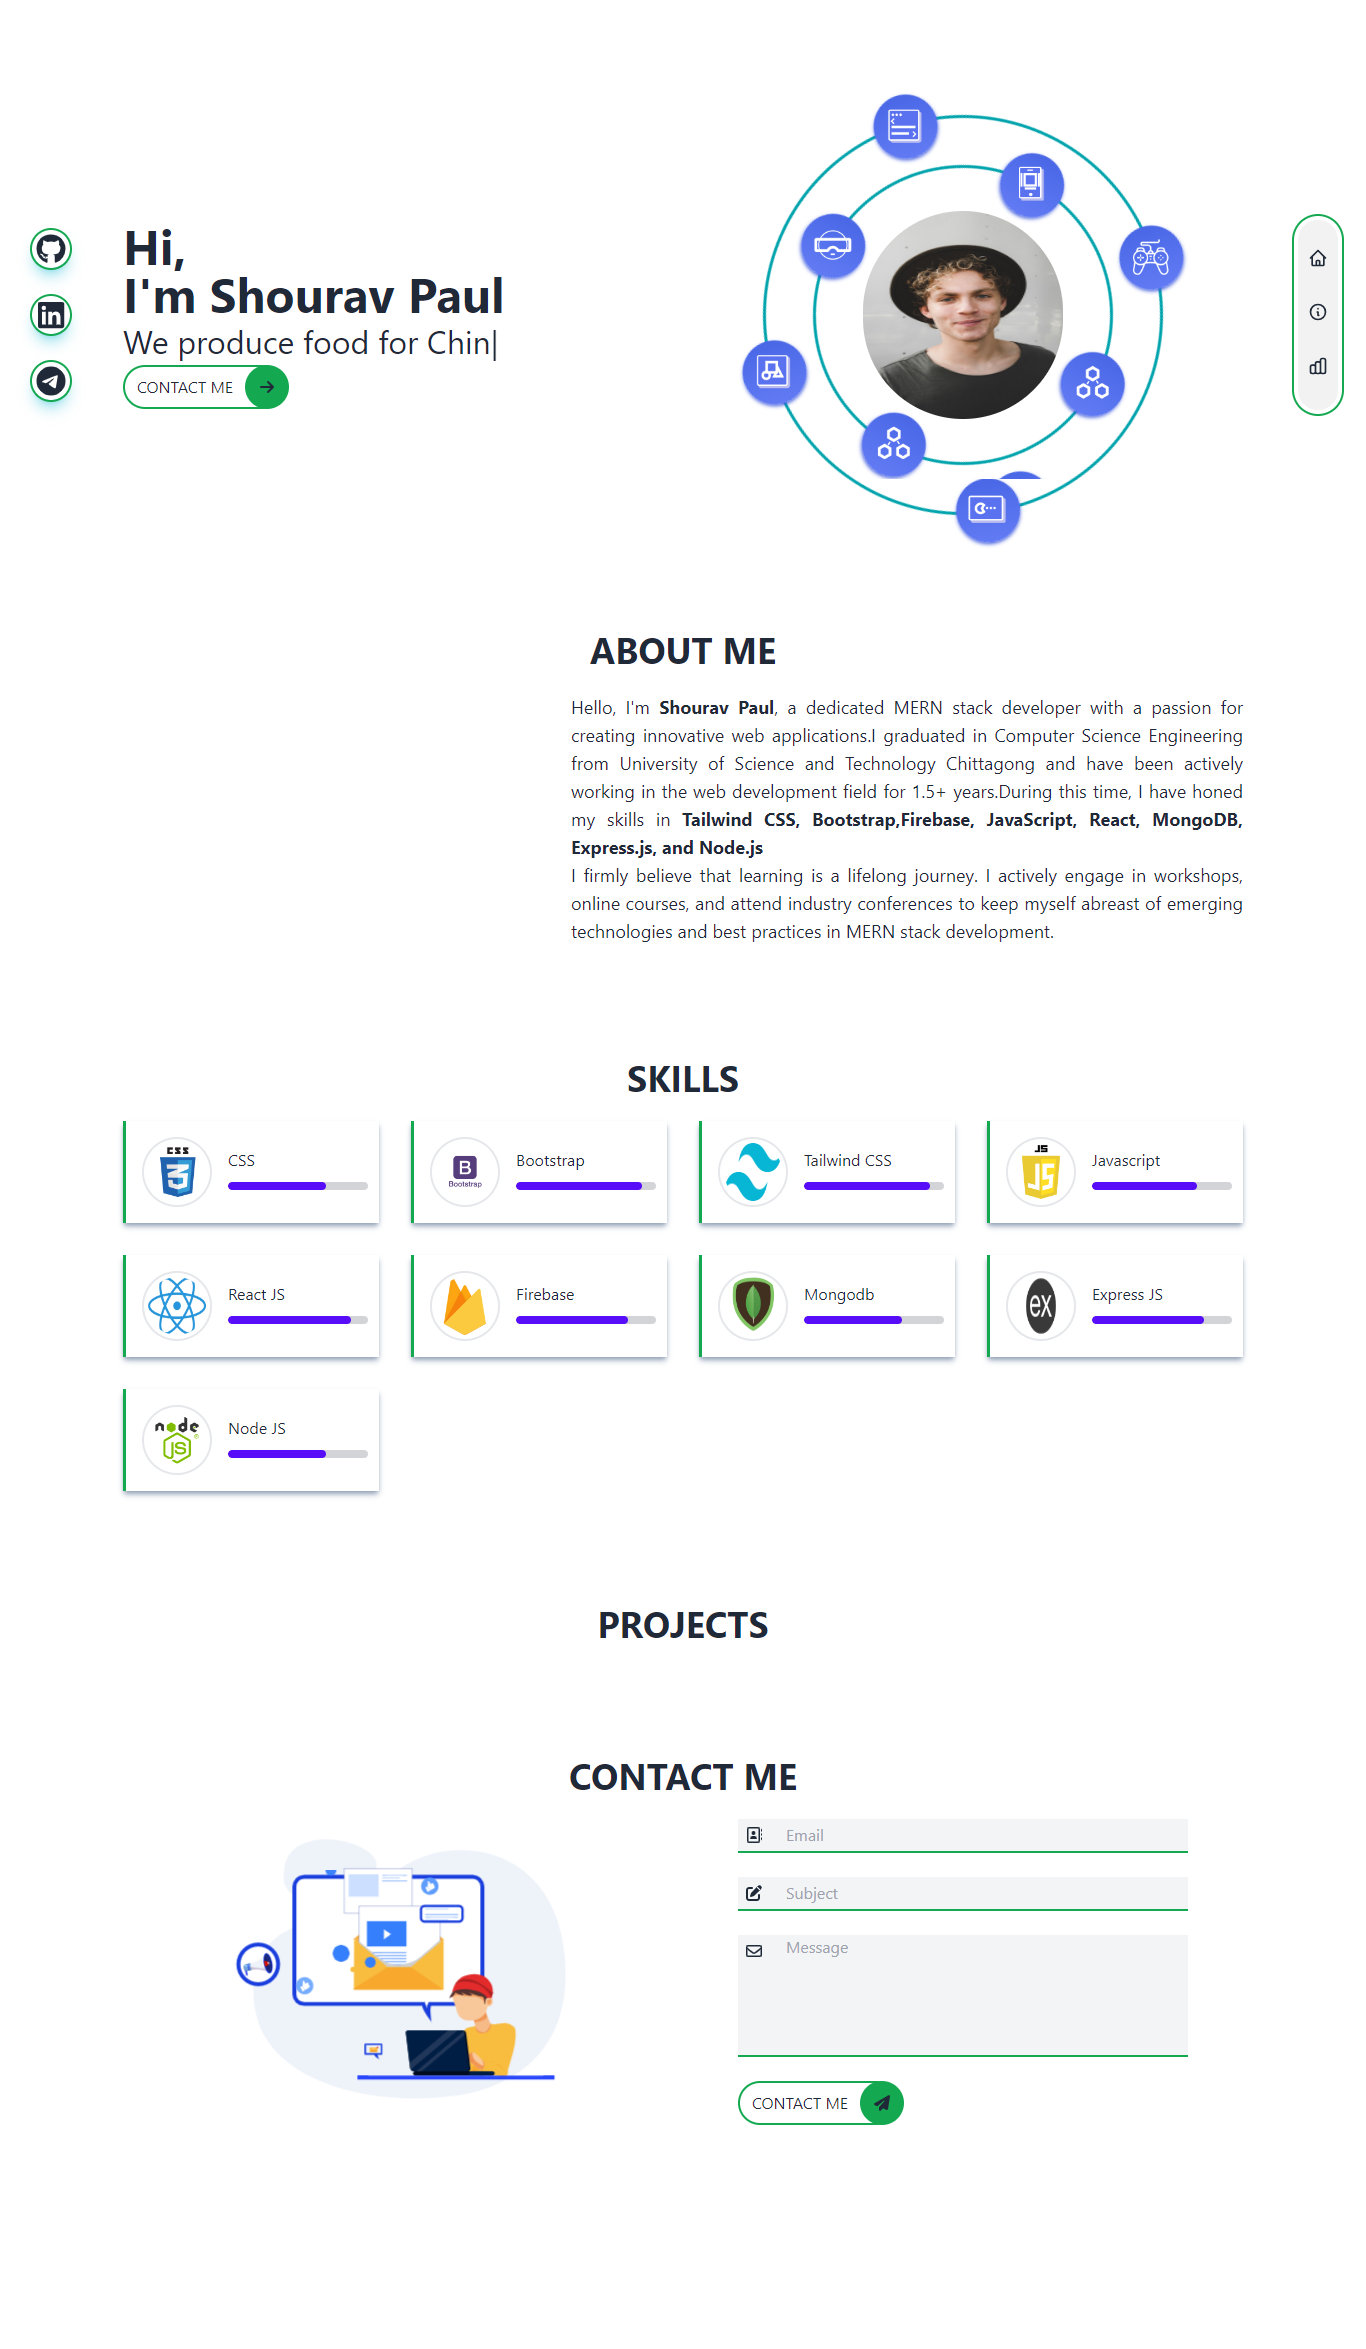 Hi,
I'm Shourav Paul
We produce food for Chin|
CONTACT ME
ABOUT ME
Hello, I'm Shourav Paul, a dedicated MERN stack developer with a passion for
creating innovative web applications.I graduated in Computer Science Engineering
from University of Science and Technology Chittagong and have been actively
working in the web development field for 1.5+ years.During this time, I have honed
my skills in Tailwind CSS, Bootstrap,Firebase, JavaScript, React, MongoDB,
Express.js, and Node.js
I firmly believe that learning is a lifelong journey. I actively engage in workshops,
online courses, and attend industry conferences to keep myself abreast of emerging
technologies and best practices in MERN stack development.
SKILLS
CSS
3
CSS
B
Bootstrap
Bootstrap
Tailwind CSS
JS
JS
Javascript
React JS
Firebase
Mongodb
ex
Express JS
node
JS
Node JS
PROJECTS
CONTACT ME
Email
Subject
Message
CONTACT ME